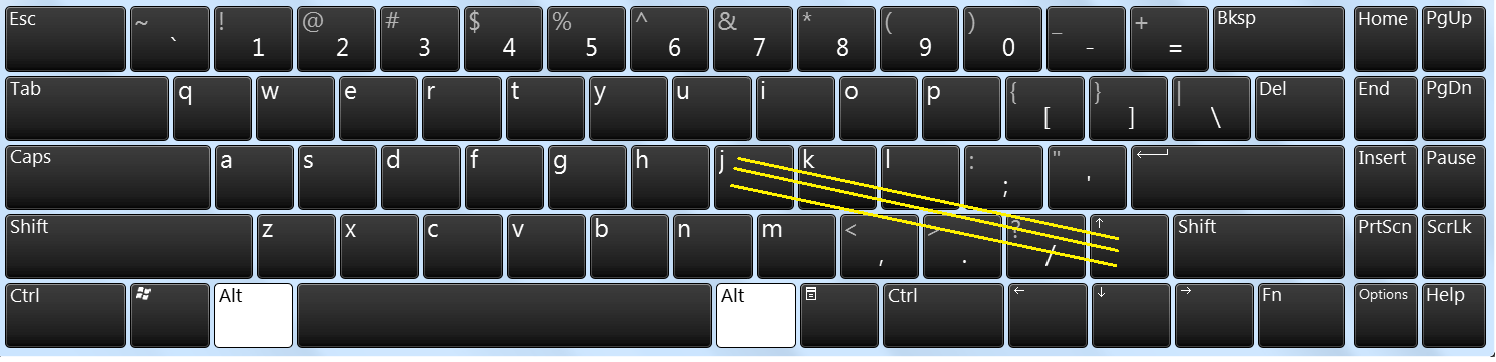 Esc ~ ` ! 1 @ 2 # 3 $ 4 % 5 ^ 6 & 7 * 8 ( 9 ) 0 _ - + = Bksp Home PgUp
Tab q w e r t y u i o p { [ } ] | \ Del End PgDn
Caps a s d f g h j k l : ; " ' Insert Pause
Shift z x c v b n m < , > . ? / ↑ Shift PrtScn ScrLk
Ctrl Alt Alt Ctrl ← ↓ → Fn Options Help